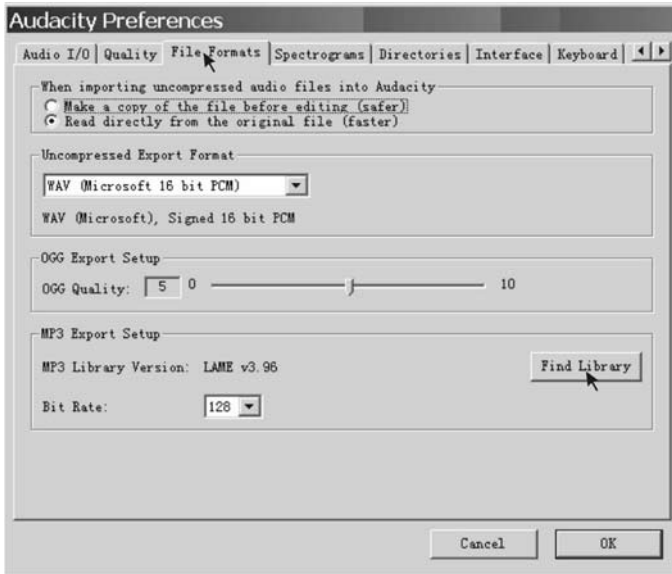 Audacity Preferences
Audio I/O Quality File Formats Spectrograms Directories Interface Keyboard
When importing uncompressed audio files into Audacity
Make a copy of the file before editing (safer)
Read directly from the original file (faster)
Uncompressed Export Format
WAV (Microsoft 16 bit PCM)
WAV (Microsoft), Signed 16 bit PCM
OGG Export Setup
OGG Quality: 5 0 10
MP3 Export Setup
MP3 Library Version: LAME v3.96 Find Library
Bit Rate: 128
Cancel OK